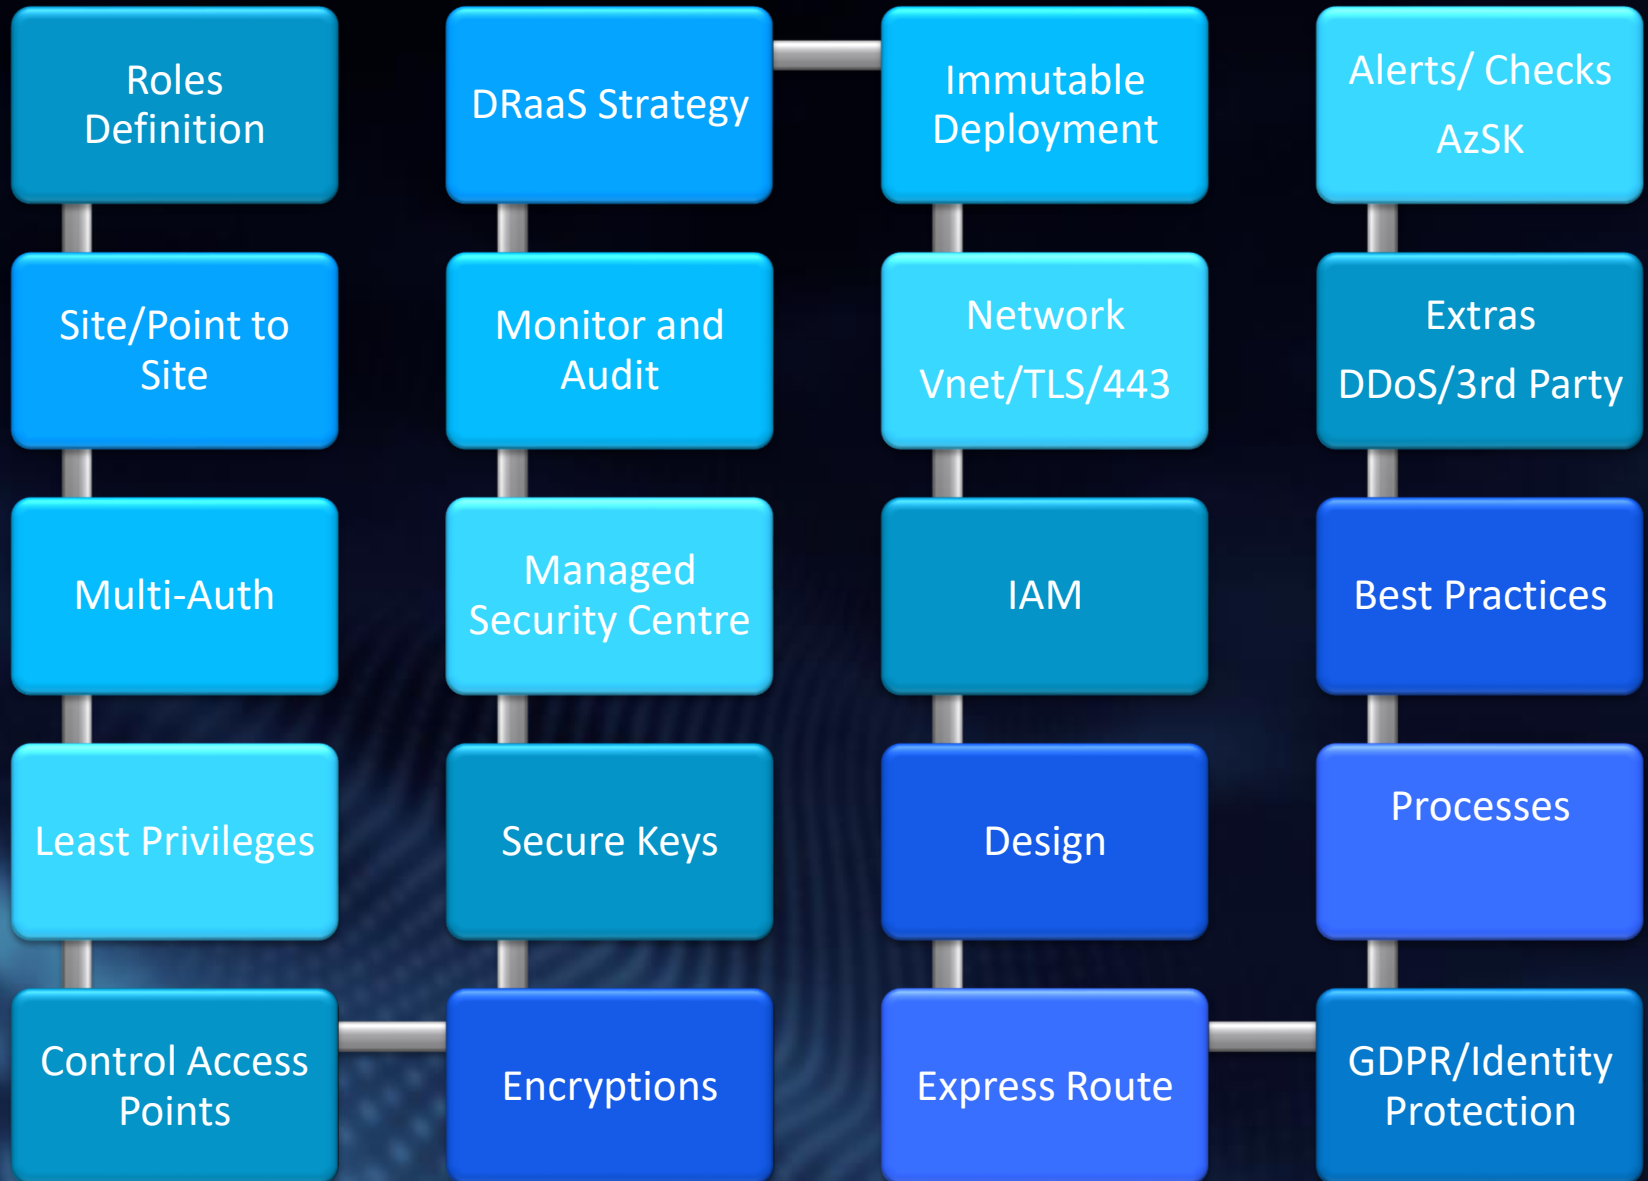 Roles
Definition
Site/Point to
Site
Multi-Auth
Least Privileges
Control Access
Points
Encryptions
Secure Keys
Managed
Security Centre
Monitor and
Audit
DRaaS Strategy
Immutable
Deployment
Network
Vnet/TLS/443
IAM
Design
Express Route
GDPR/Identity
Protection
Processes
Best Practices
Extras
DDoS/3rd Party
Alerts/ Checks
AzSK